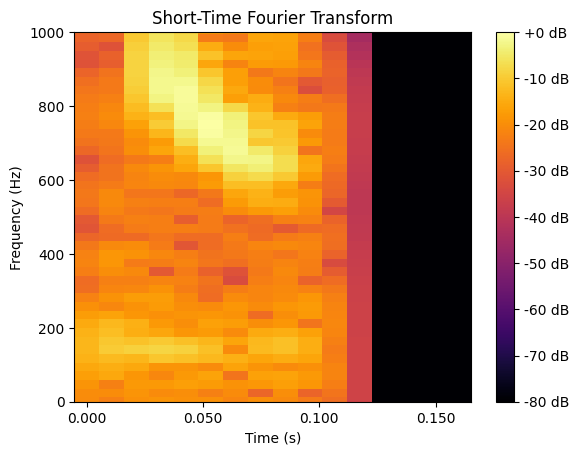 Short-Time Fourier Transform
1000
800
600
400
200
0
Frequency (Hz)
0.000
0.050
0.100
0.150
Time (s)
+0 dB
-10 dB
-20 dB
-30 dB
-40 dB
-50 dB
-60 dB
-70 dB
-80 dB